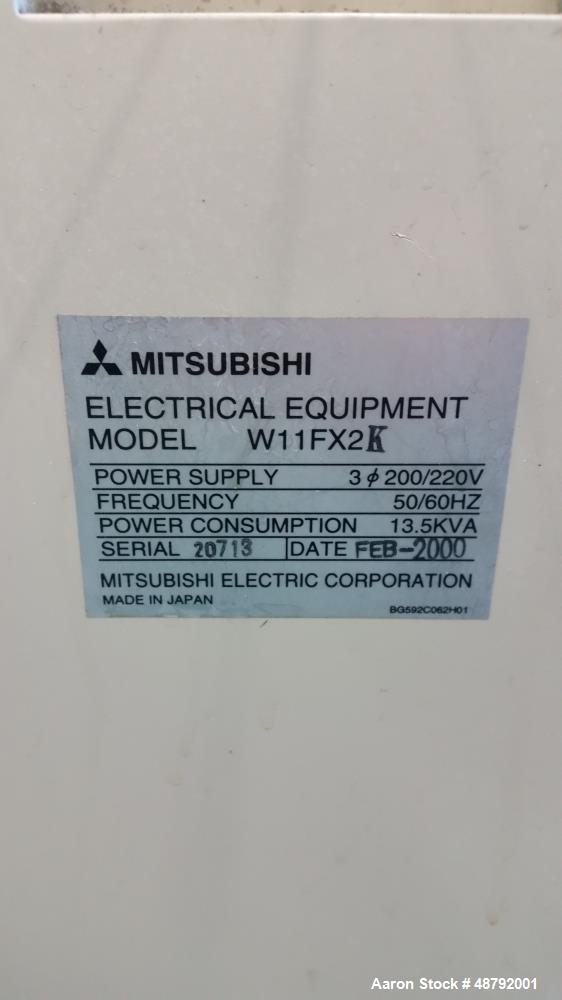 MITSUBISHI
ELECTRICAL EQUIPMENT
MODEL W11FX2K
POWER SUPPLY 3φ200/220V
FREQUENCY 50/60HZ
POWER CONSUMPTION 13.5KVA
SERIAL 20713 DATE FEB-2000
MITSUBISHI ELECTRIC CORPORATION
MADE IN JAPAN BG592C062H01
Aaron Stock # 48792001